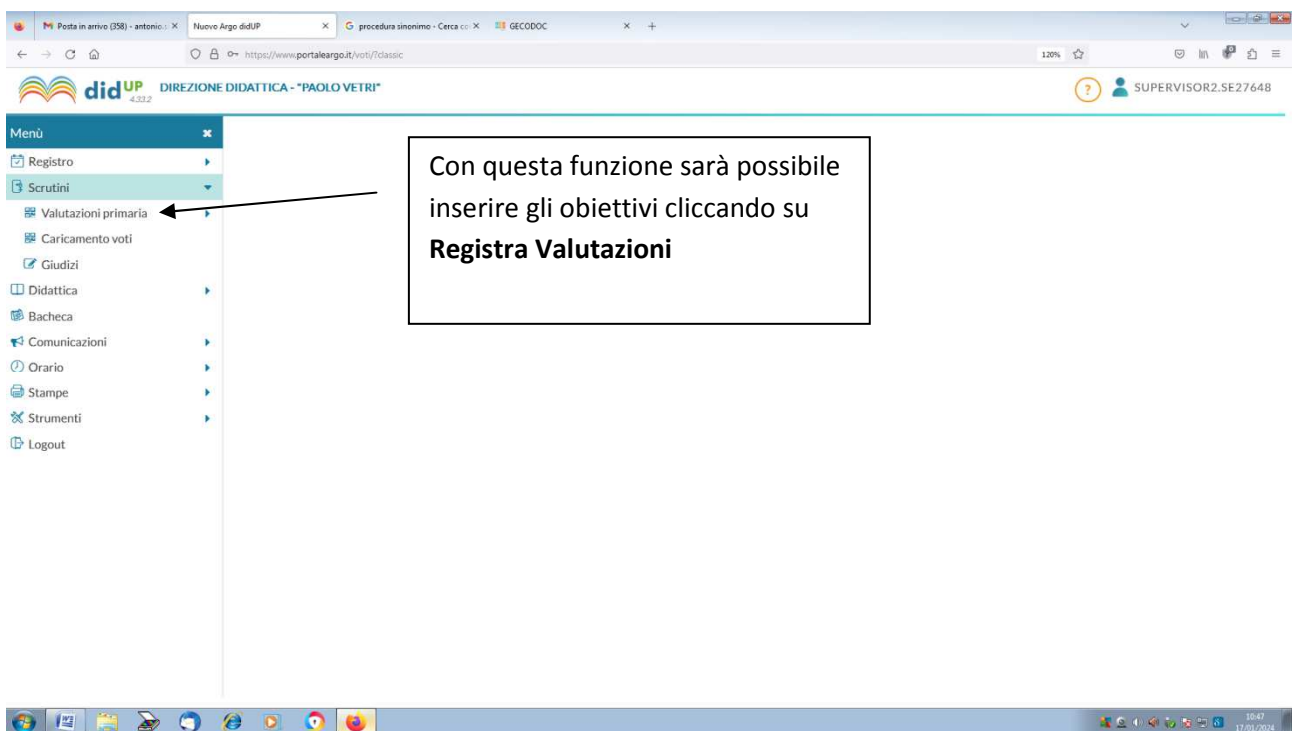 Posta in arrivo (358) - antonio.s
Nuovo Argo didUP
procedura sinonimo - Cerca co
GECODOC
https://www.portaleargo.it/voti/?classic
120%
didUP
4.33.2
DIREZIONE DIDATTICA - "PAOLO VETRI"
?
SUPERVISOR2.SE27648
Menù
Registro
Scrutini
Valutazioni primaria
Caricamento voti
Giudizi
Didattica
Bacheca
Comunicazioni
Orario
Stampe
Strumenti
Logout
Con questa funzione sarà possibile
inserire gli obiettivi cliccando su
Registra Valutazioni
10:47
17/01/2024